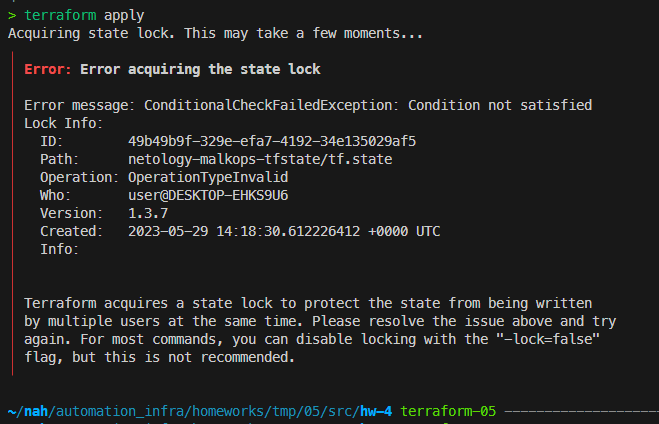 > terraform apply
Acquiring state lock. This may take a few moments...
Error: Error acquiring the state lock
Error message: ConditionalCheckFailedException: Condition not satisfied
Lock Info:
ID: 49b49b9f-329e-efa7-4192-34e135029af5
Path: netology-malkops-tfstate/tf.state
Operation: OperationTypeInvalid
Who: user@DESKTOP-EHKS9U6
Version: 1.3.7
Created: 2023-05-29 14:18:30.612226412 +0000 UTC
Info:
Terraform acquires a state lock to protect the state from being written
by multiple users at the same time. Please resolve the issue above and try
again. For most commands, you can disable locking with the "-lock=false"
flag, but this is not recommended.
~/nah/automation_infra/homeworks/tmp/05/src/hw-4 terraform-05 --------------------